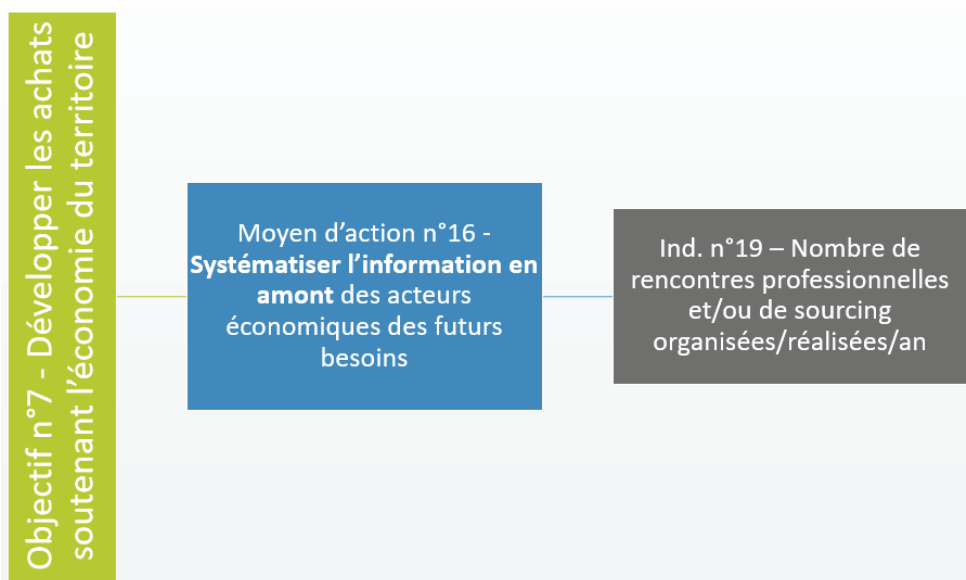 Objectif n°7 - Développer les achats
soutenant l'économie du territoire
Moyen d'action n°16 -
Systématiser l'information en
amont des acteurs
économiques des futurs
besoins
Ind. n°19 – Nombre de
rencontres professionnelles
et/ou de sourcing
organisées/réalisées/an